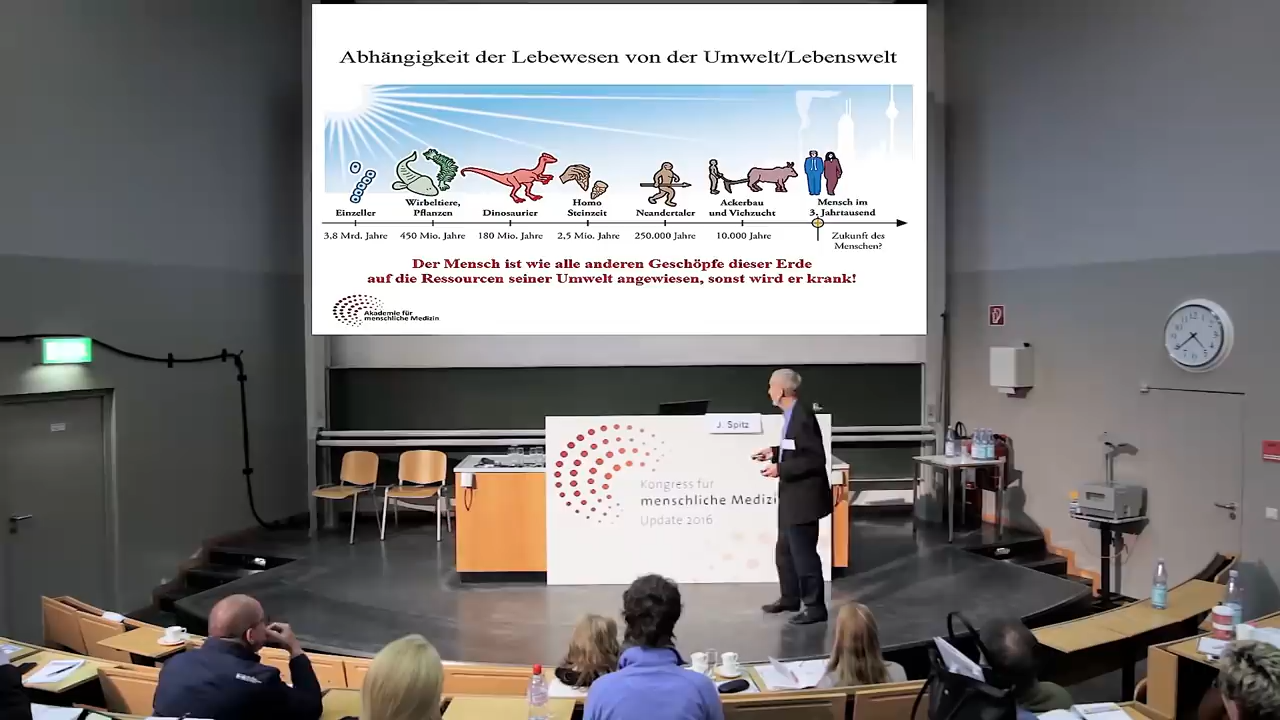 Abhängigkeit der Lebewesen von der Umwelt/Lebenswelt
Einzeller
Wirbeltiere,
Pflanzen
Dinosaurier
Homo
Steinzeit
Neandertaler
Ackerbau
und Viehzucht
Mensch im
3. Jahrtausend
3.8 Mrd. Jahre
450 Mio. Jahre
180 Mio. Jahre
2,5 Mio. Jahre
250.000 Jahre
10.000 Jahre
Zukunft des
Menschen?
Der Mensch ist wie alle anderen Geschöpfe dieser Erde
auf die Ressourcen seiner Umwelt angewiesen, sonst wird er krank!
Akademie für
menschliche Medizin
J. Spitz
Kongress für
menschliche Medizi
Update 2016